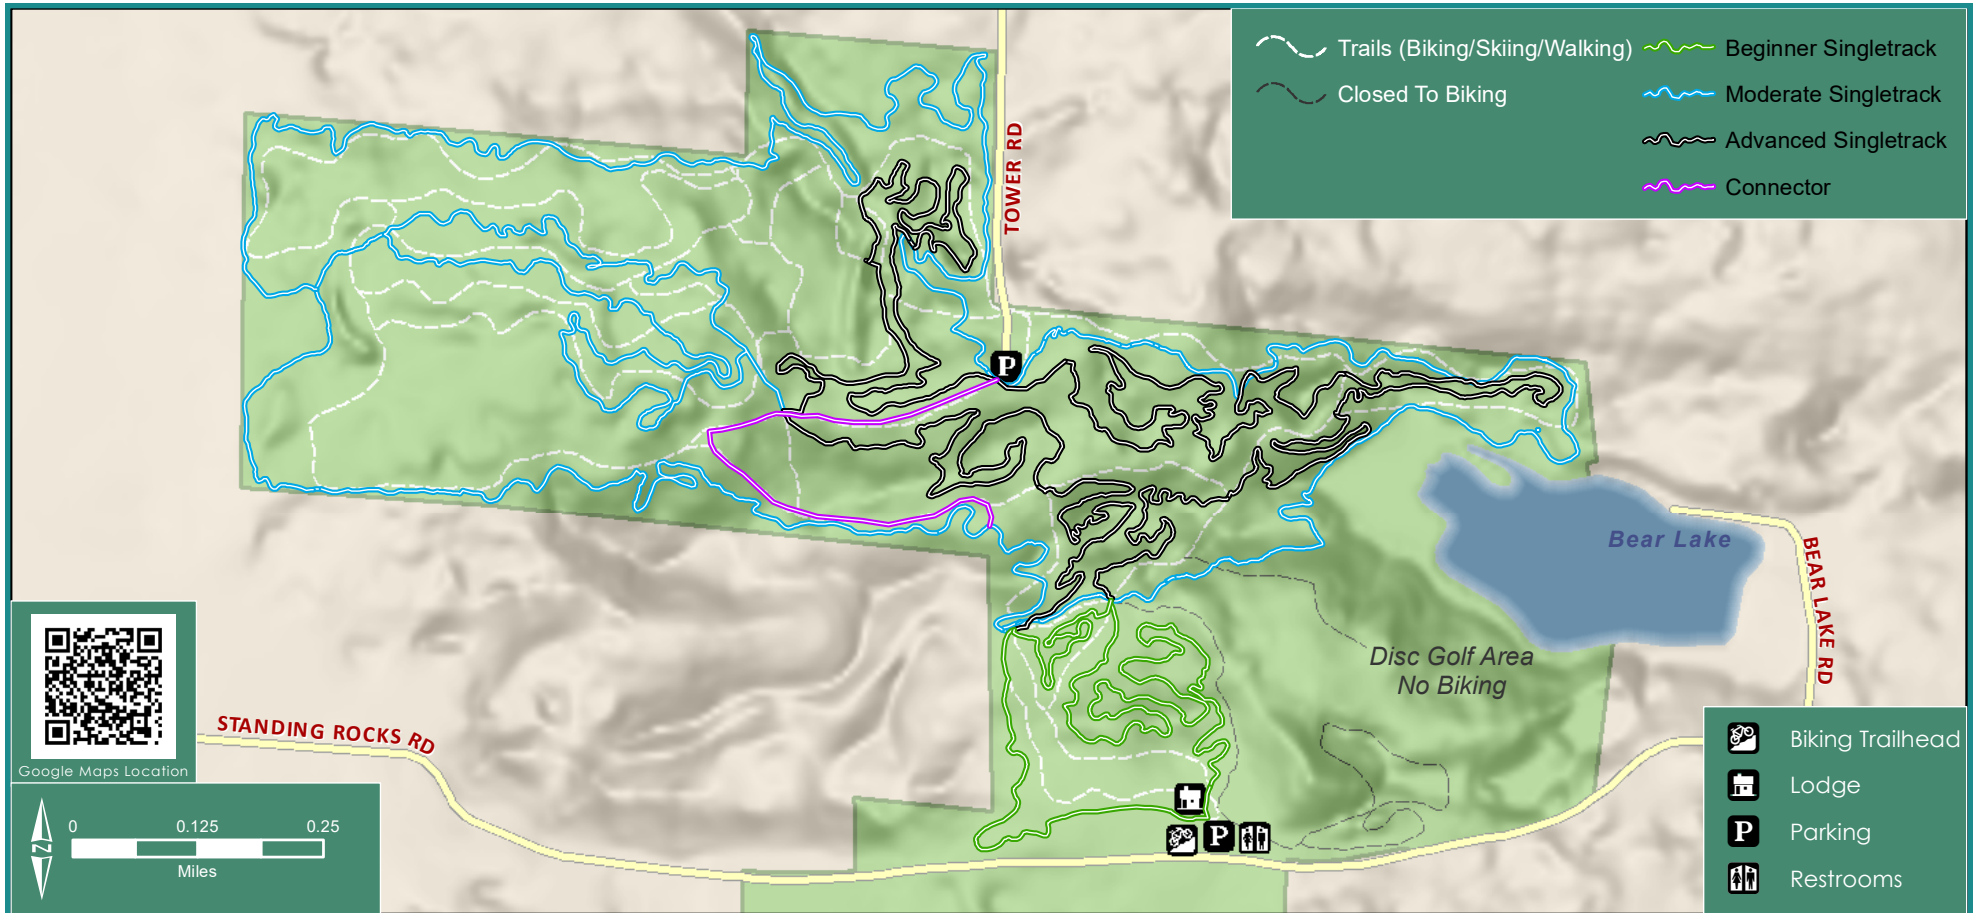 Trails (Biking/Skiing/Walking)
Closed To Biking
Beginner Singletrack
Moderate Singletrack
Advanced Singletrack
Connector
TOWER RD
P
Bear Lake
BEAR LAKE RD
Disc Golf Area
No Biking
STANDING ROCKS RD
Google Maps Location
N
0 0.125 0.25
Miles
P
Biking Trailhead
Lodge
P Parking
Restrooms